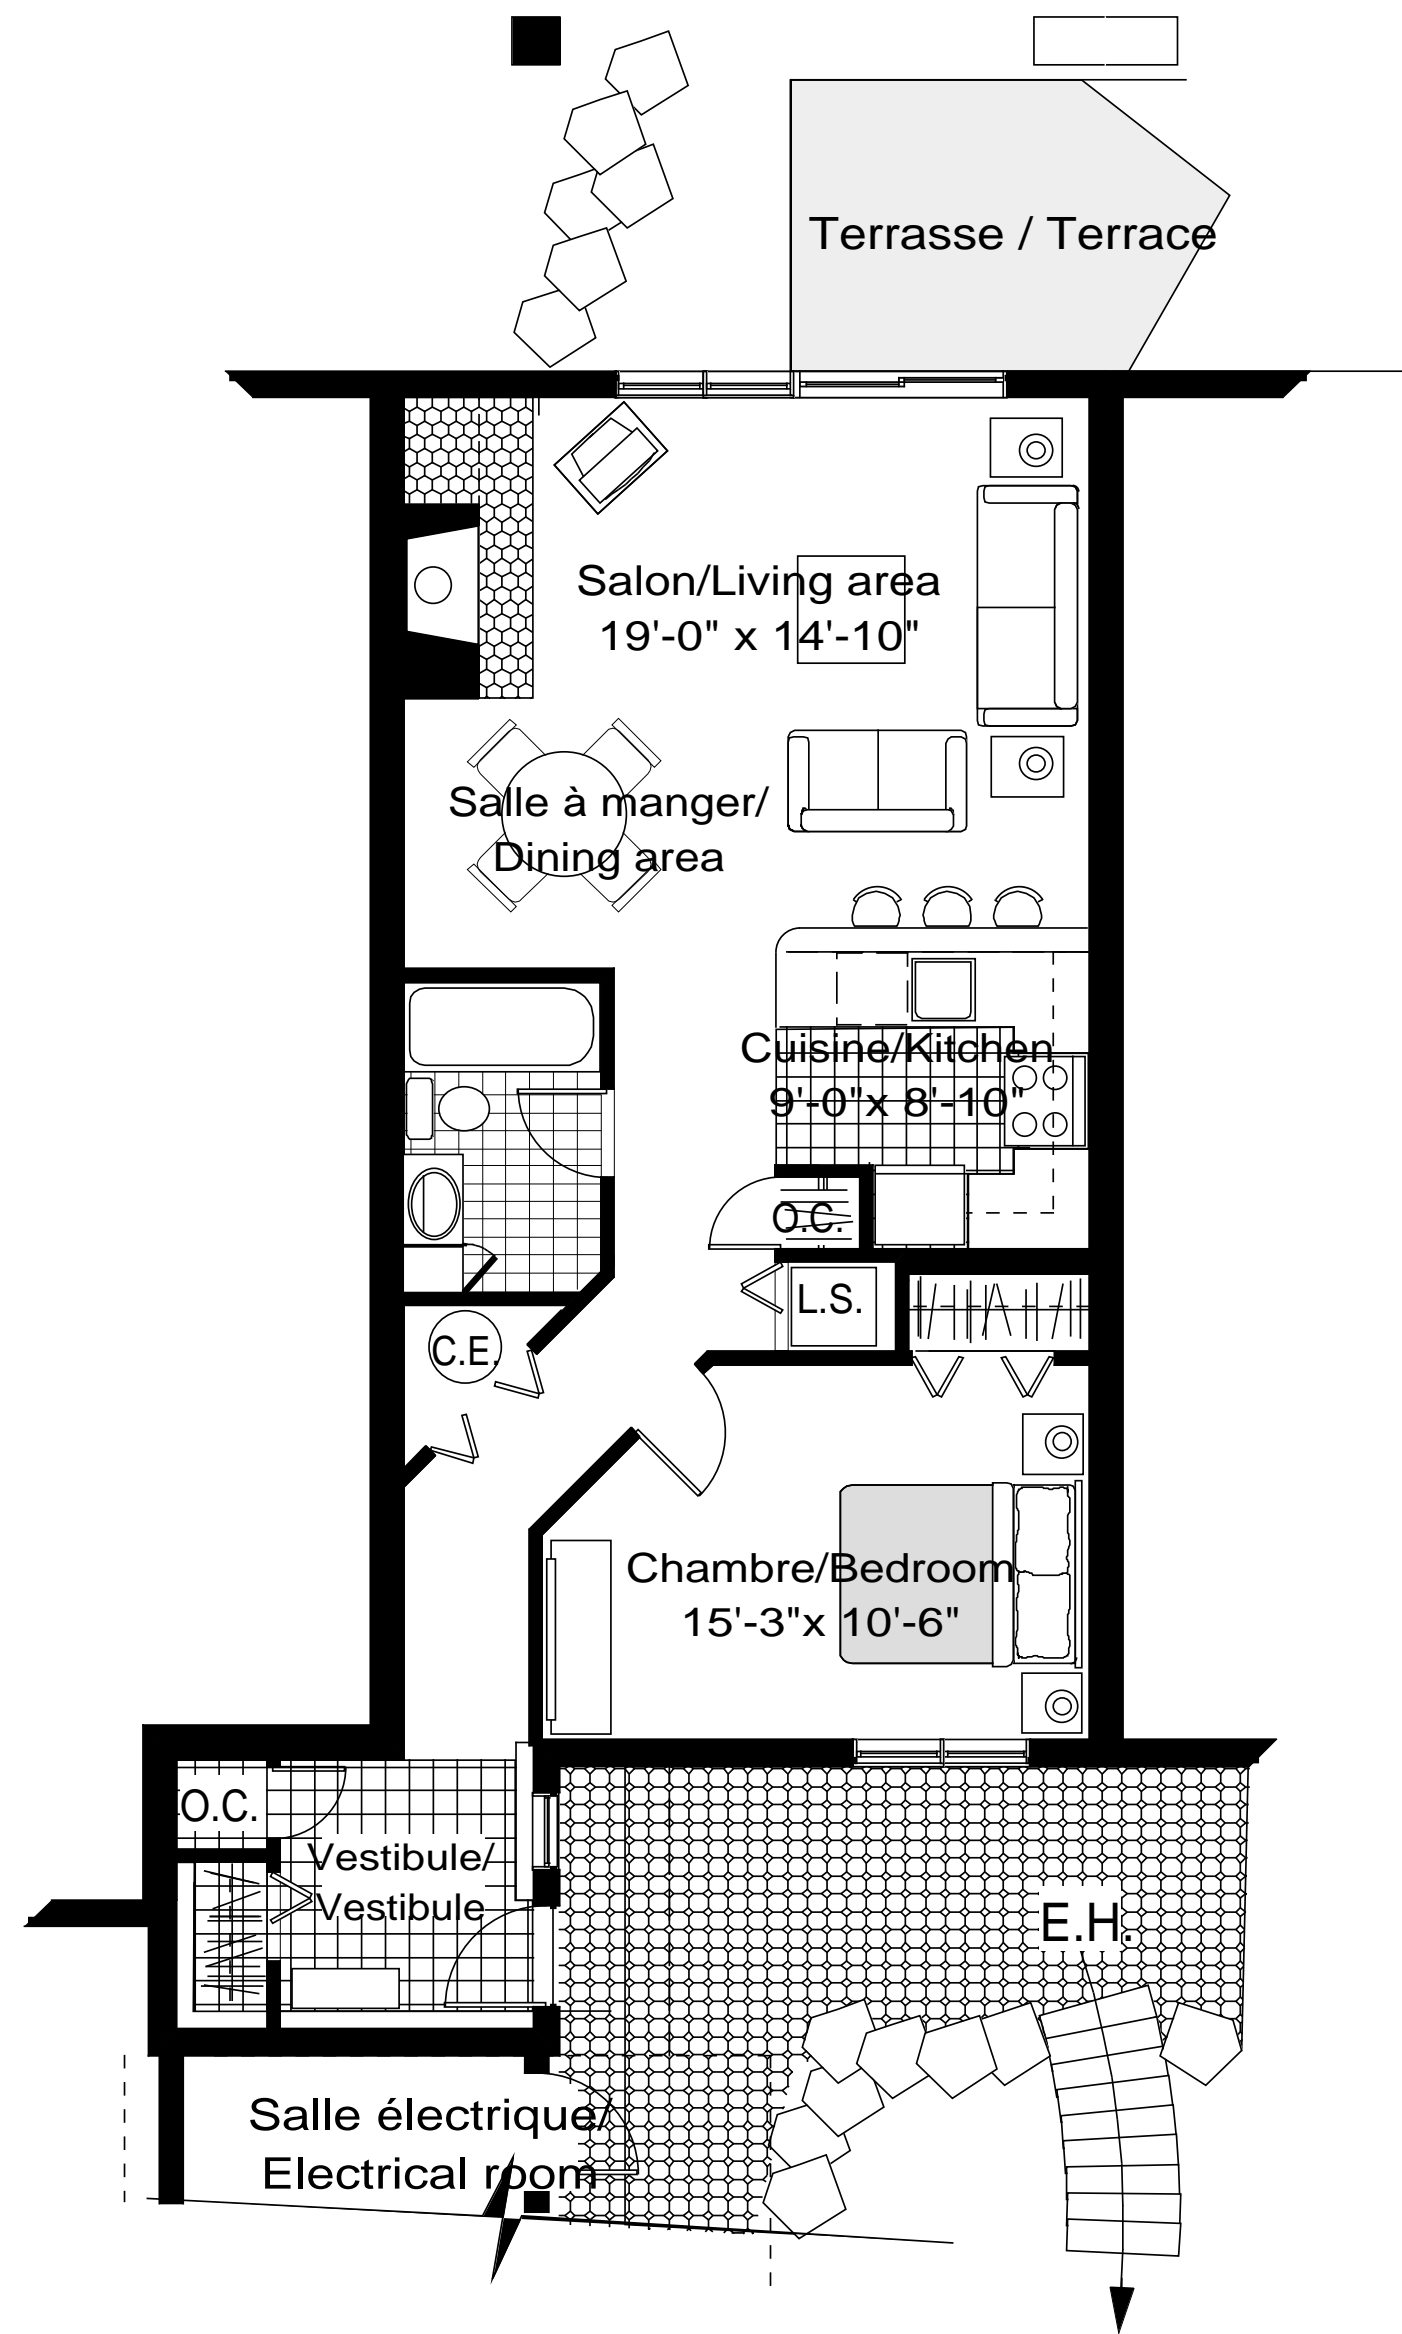 Terrasse / Terrace
Salon/Living area
19'-0" x 14'-10"
Salle à manger/
Dining area
Cuisine/Kitchen
9'-0"x 8'-10"
O.C.
L.S.
C.E.
Chambre/Bedroom
15'-3"x 10'-6"
O.C.
Vestibule/
Vestibule
E.H.
Salle électrique/
Electrical room